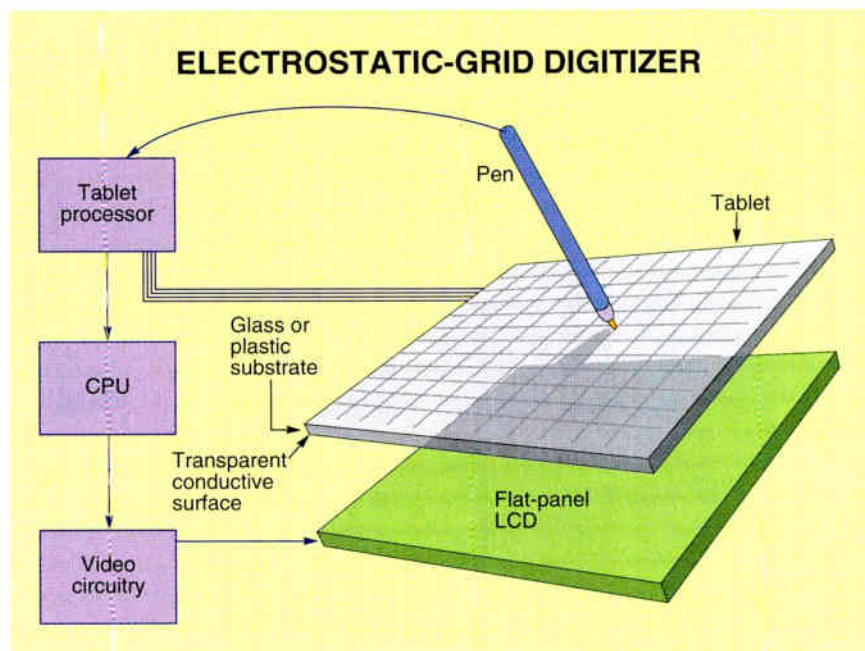 ELECTROSTATIC-GRID DIGITIZER
Tablet
processor
Pen
Tablet
Glass or
plastic
substrate
CPU
Transparent
conductive
surface
Flat-panel
LCD
Video
circuitry